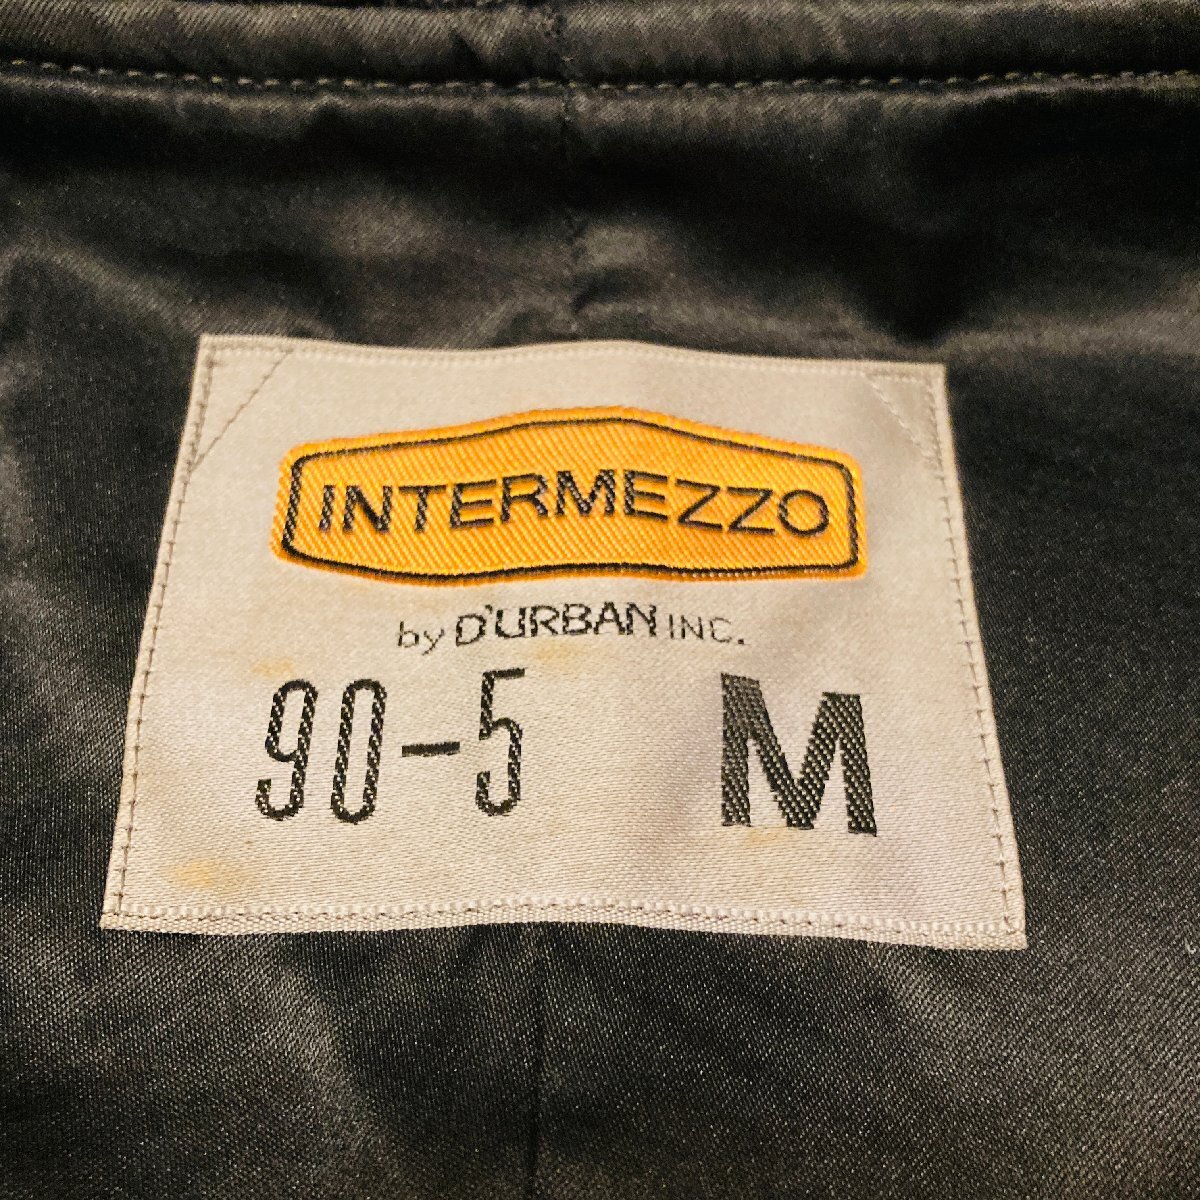 INTERMEZZO
by D'URBAN INC.
90-5 M